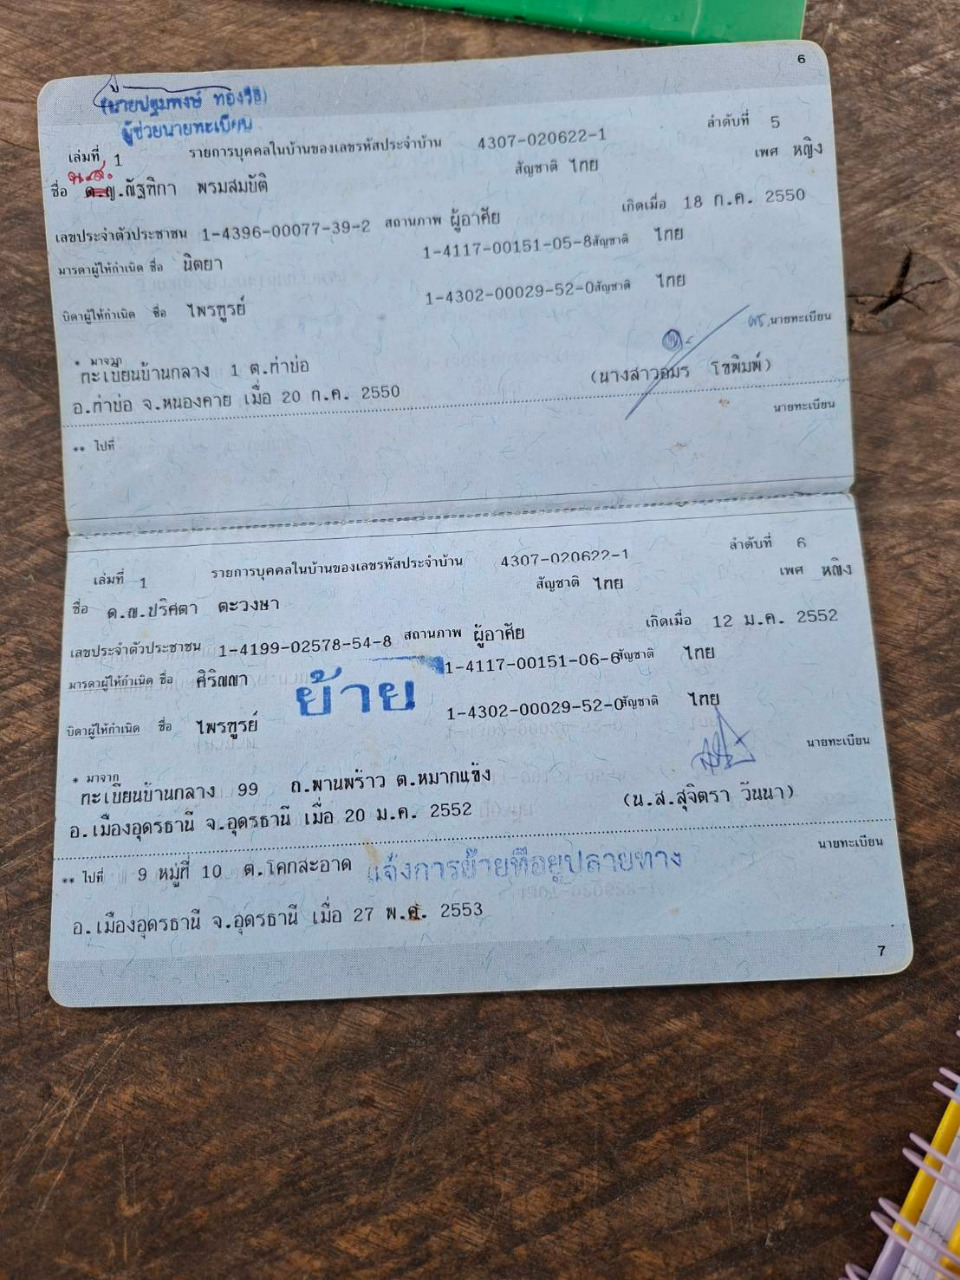 6
(นายปฐมพงษ์ ทองวิธิ)
ผู้ช่วยนายทะเบียน
เล่มที่ 1 รายการบุคคลในบ้านของเลขรหัสประจำบ้าน 4307-020622-1 ลำดับที่ 5
น.ส.
ชื่อ ด.ญ.ณัฐทิกา พรมสมบัติ สัญชาติ ไทย เพศ หญิง
เลขประจำตัวประชาชน 1-4396-00077-39-2 สถานภาพ ผู้อาศัย เกิดเมื่อ 18 ก.ค. 2550
มารดาผู้ให้กำเนิด ชื่อ นิตยา 1-4117-00151-05-8 สัญชาติ ไทย
บิดาผู้ให้กำเนิด ชื่อ ไพรฑูรย์ 1-4302-00029-52-0 สัญชาติ ไทย
* มาจาก นายทะเบียน
ทะเบียนบ้านกลาง 1 ต.ท่าบ่อ (นางสาวอมร โชพิมพ์)
อ.ท่าบ่อ จ.หนองคาย เมื่อ 20 ก.ค. 2550
** ไปที่ นายทะเบียน
เล่มที่ 1 รายการบุคคลในบ้านของเลขรหัสประจำบ้าน 4307-020622-1 ลำดับที่ 6
ชื่อ ด.ญ.ปริศตา ตะวงษา สัญชาติ ไทย เพศ หญิง
เลขประจำตัวประชาชน 1-4199-02578-54-8 สถานภาพ ผู้อาศัย เกิดเมื่อ 12 ม.ค. 2552
มารดาผู้ให้กำเนิด ชื่อ ศิริญญา 1-4117-00151-06-6 สัญชาติ ไทย
ย้าย
บิดาผู้ให้กำเนิด ชื่อ ไพรฑูรย์ 1-4302-00029-52-0 สัญชาติ ไทย
* มาจาก นายทะเบียน
ทะเบียนบ้านกลาง 99 ถ.พานพร้าว ต.หมากแข้ง
(น.ส.สุจิตรา วันนา)
อ.เมืองอุดรธานี จ.อุดรธานี เมื่อ 20 ม.ค. 2552
** ไปที่ 9 หมู่ที่ 10 ต.โคกสะอาด แจ้งการย้ายที่อยู่ปลายทาง นายทะเบียน
อ.เมืองอุดรธานี จ.อุดรธานี เมื่อ 27 พ.ค. 2553
7